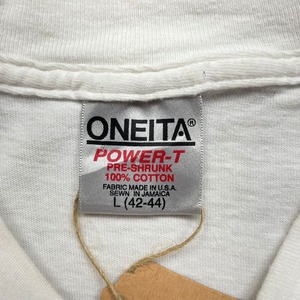 ONEITA®
POWER-T
PRE-SHRUNK
100% COTTON
FABRIC MADE IN U.S.A.
SEWN IN JAMAICA
L (42-44)